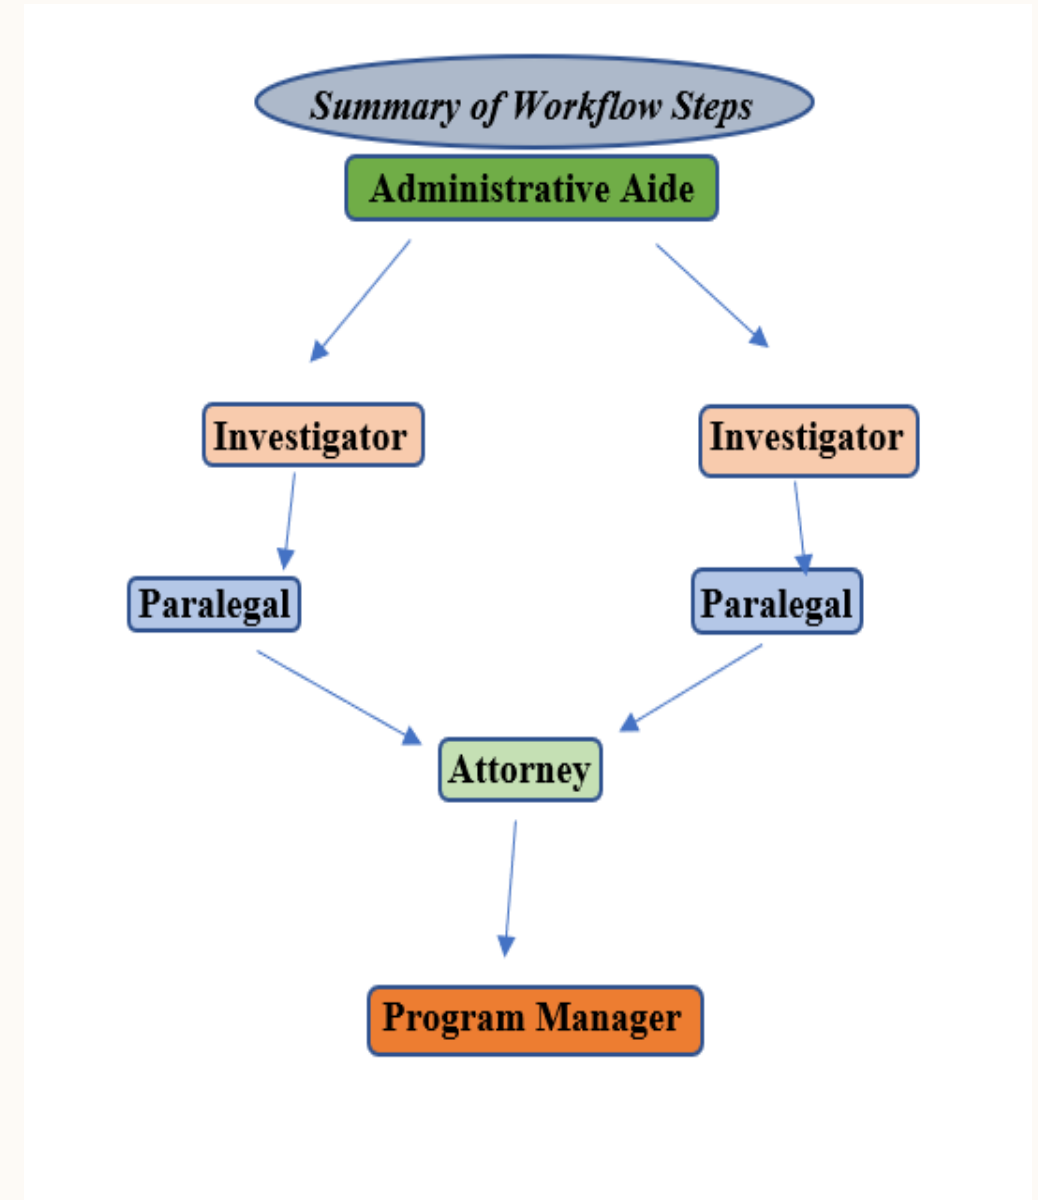 Summary of Workflow Steps
Administrative Aide
Investigator
Investigator
Paralegal
Paralegal
Attorney
Program Manager